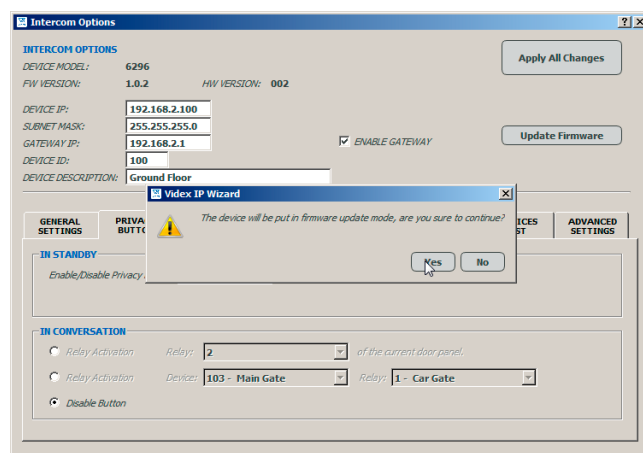 Intercom Options
INTERCOM OPTIONS
DEVICE MODEL: 6296
FW VERSION: 1.0.2 HW VERSION: 002
Apply All Changes
DEVICE IP: 192.168.2.100
SUBNET MASK: 255.255.255.0
GATEWAY IP: 192.168.2.1
ENABLE GATEWAY
Update Firmware
DEVICE ID: 100
DEVICE DESCRIPTION: Ground Floor
Videx IP Wizard
The device will be put in firmware update mode, are you sure to continue?
Yes No
GENERAL
SETTINGS
ADVANCED
SETTINGS
IN STANDBY
Enable/Disable Privacy
IN CONVERSATION
Relay Activation Relay: 2 of the current door panel.
Relay Activation Device: 103 - Main Gate Relay: 1 - Car Gate
Disable Button